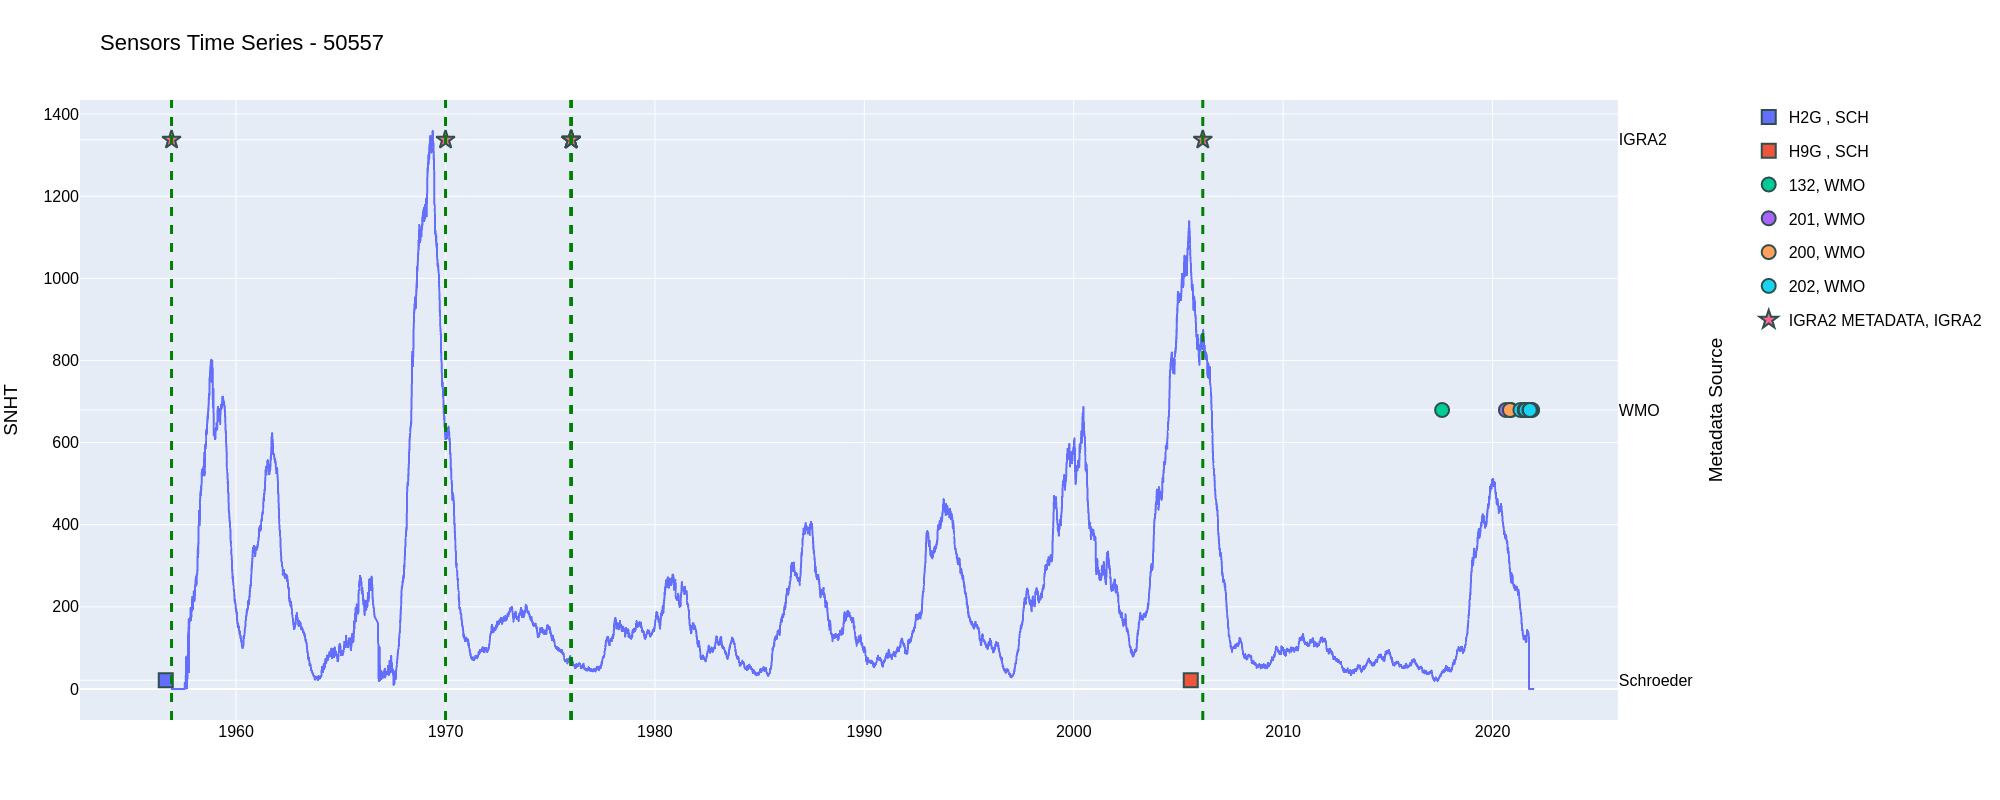 Sensors Time Series - 50557
SNHT
1400
1200
1000
800
600
400
200
0
1960
1970
1980
1990
2000
2010
2020
IGRA2
WMO
Schroeder
Metadata Source
H2G , SCH
H9G , SCH
132, WMO
201, WMO
200, WMO
202, WMO
IGRA2 METADATA, IGRA2